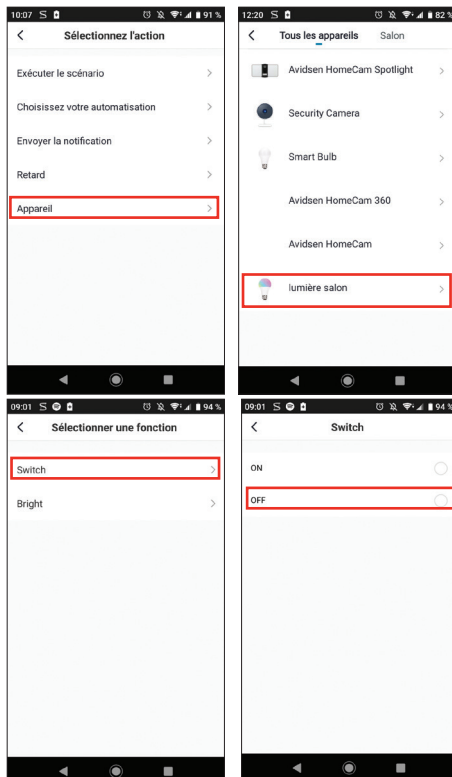 10:07 S 91 %
Sélectionnez l'action
Exécuter le scénario
Choisissez votre automatisation
Envoyer la notification
Retard
Appareil
12:20 S 82 %
Tous les appareils Salon
Avidsen HomeCam Spotlight
Security Camera
Smart Bulb
Avidsen HomeCam 360
Avidsen HomeCam
lumière salon
09:01 S 94 %
Sélectionner une fonction
Switch
Bright
09:01 S 94 %
Switch
ON
OFF